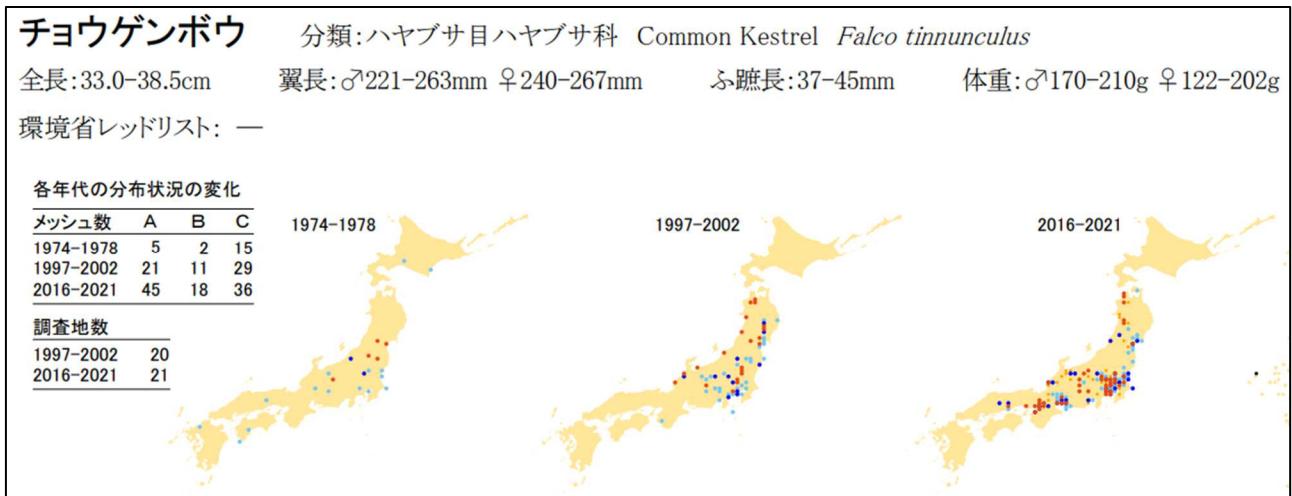 チョウゲンボウ 分類:ハヤブサ目ハヤブサ科 Common Kestrel Falco tinnunculus
全長:33.0-38.5cm 翼長:♂221-263mm ♀240-267mm ふ蹠長:37-45mm 体重:♂170-210g ♀122-202g
環境省レッドリスト: —
各年代の分布状況の変化
メッシュ数 A B C
1974-1978 5 2 15
1997-2002 21 11 29
2016-2021 45 18 36
調査地数
1997-2002 20
2016-2021 21
1974-1978
1997-2002
2016-2021